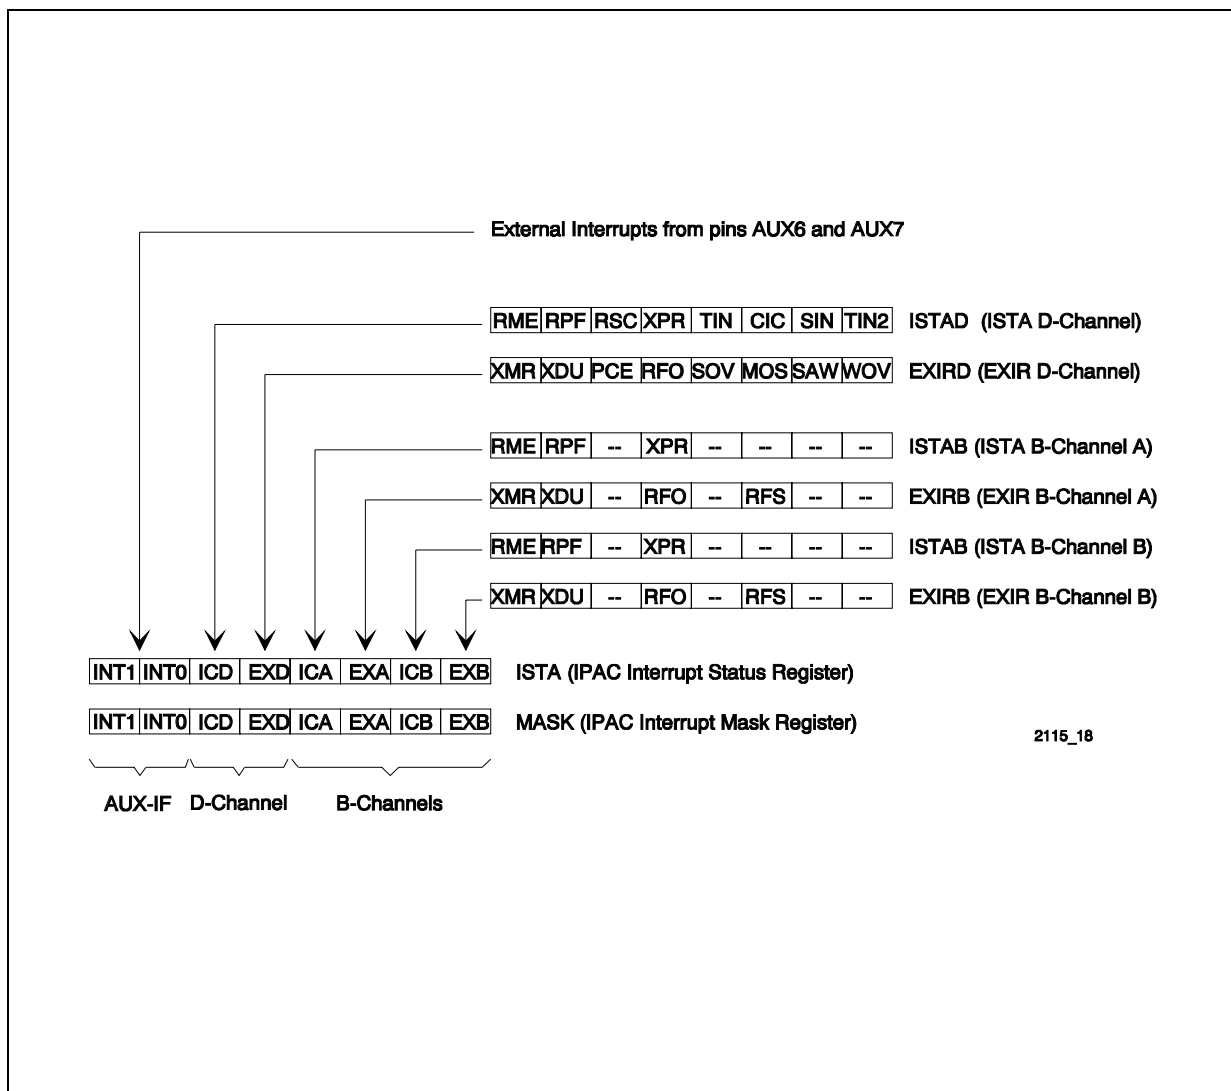 External Interrupts from pins AUX6 and AUX7
RME RPF RSC XPR TIN CIC SIN TIN2 ISTAD (ISTA D-Channel)
XMR XDU PCE RFO SOV MOS SAW WOV EXIRD (EXIR D-Channel)
RME RPF -- XPR -- -- -- -- ISTAB (ISTA B-Channel A)
XMR XDU -- RFO -- RFS -- -- EXIRB (EXIR B-Channel A)
RME RPF -- XPR -- -- -- -- ISTAB (ISTA B-Channel B)
XMR XDU -- RFO -- RFS -- -- EXIRB (EXIR B-Channel B)
INT1 INT0 ICD EXD ICA EXA ICB EXB ISTA (IPAC Interrupt Status Register)
INT1 INT0 ICD EXD ICA EXA ICB EXB MASK (IPAC Interrupt Mask Register)
2115_18
AUX-IF D-Channel B-Channels